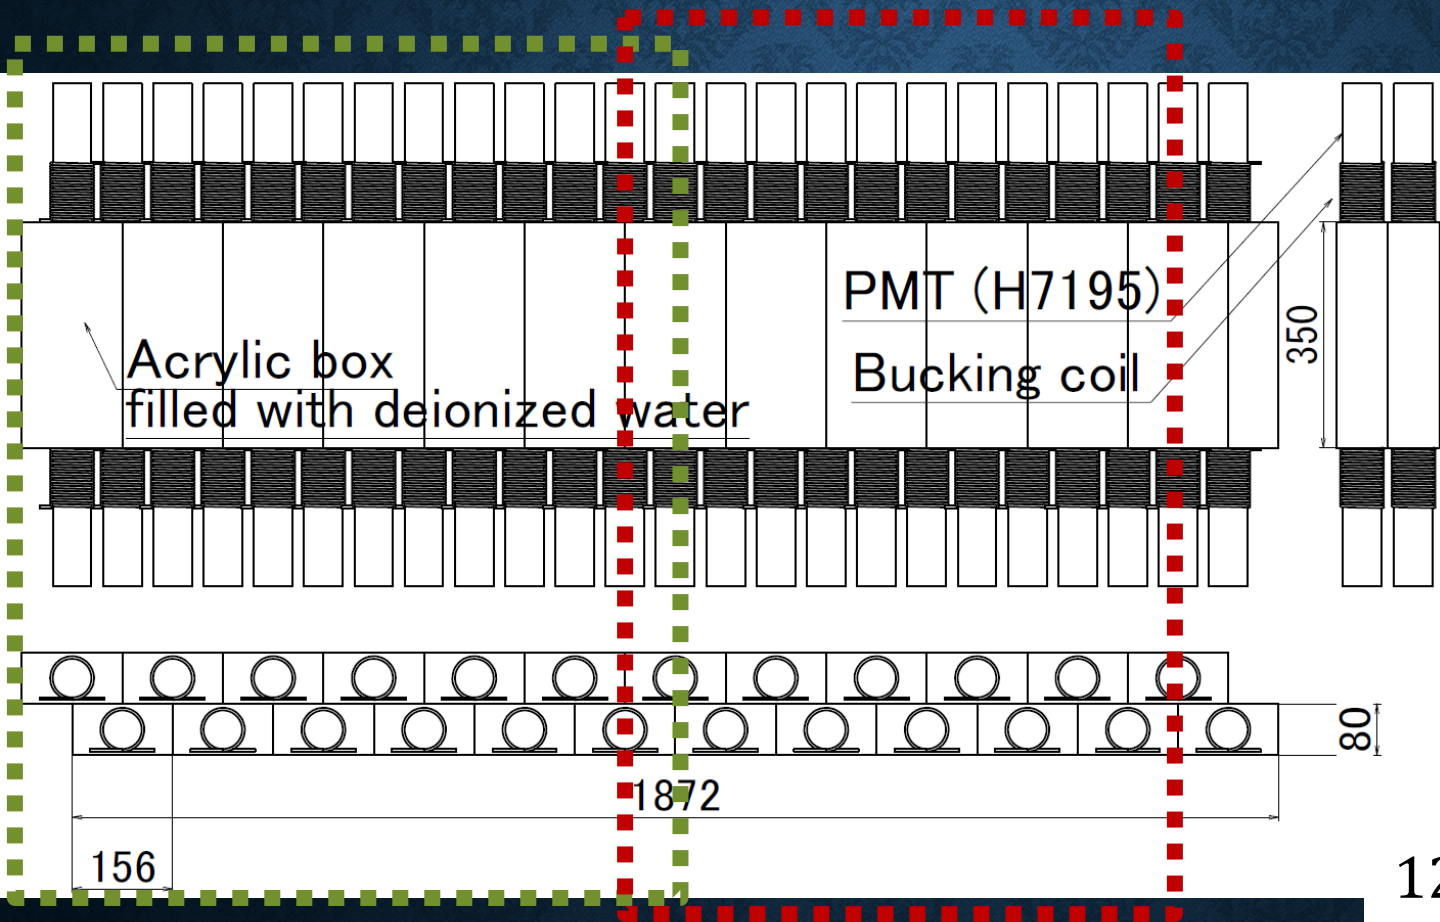 PMT (H7195)
350
Acrylic box
Bucking coil
filled with deionized water
80
1872
156
12